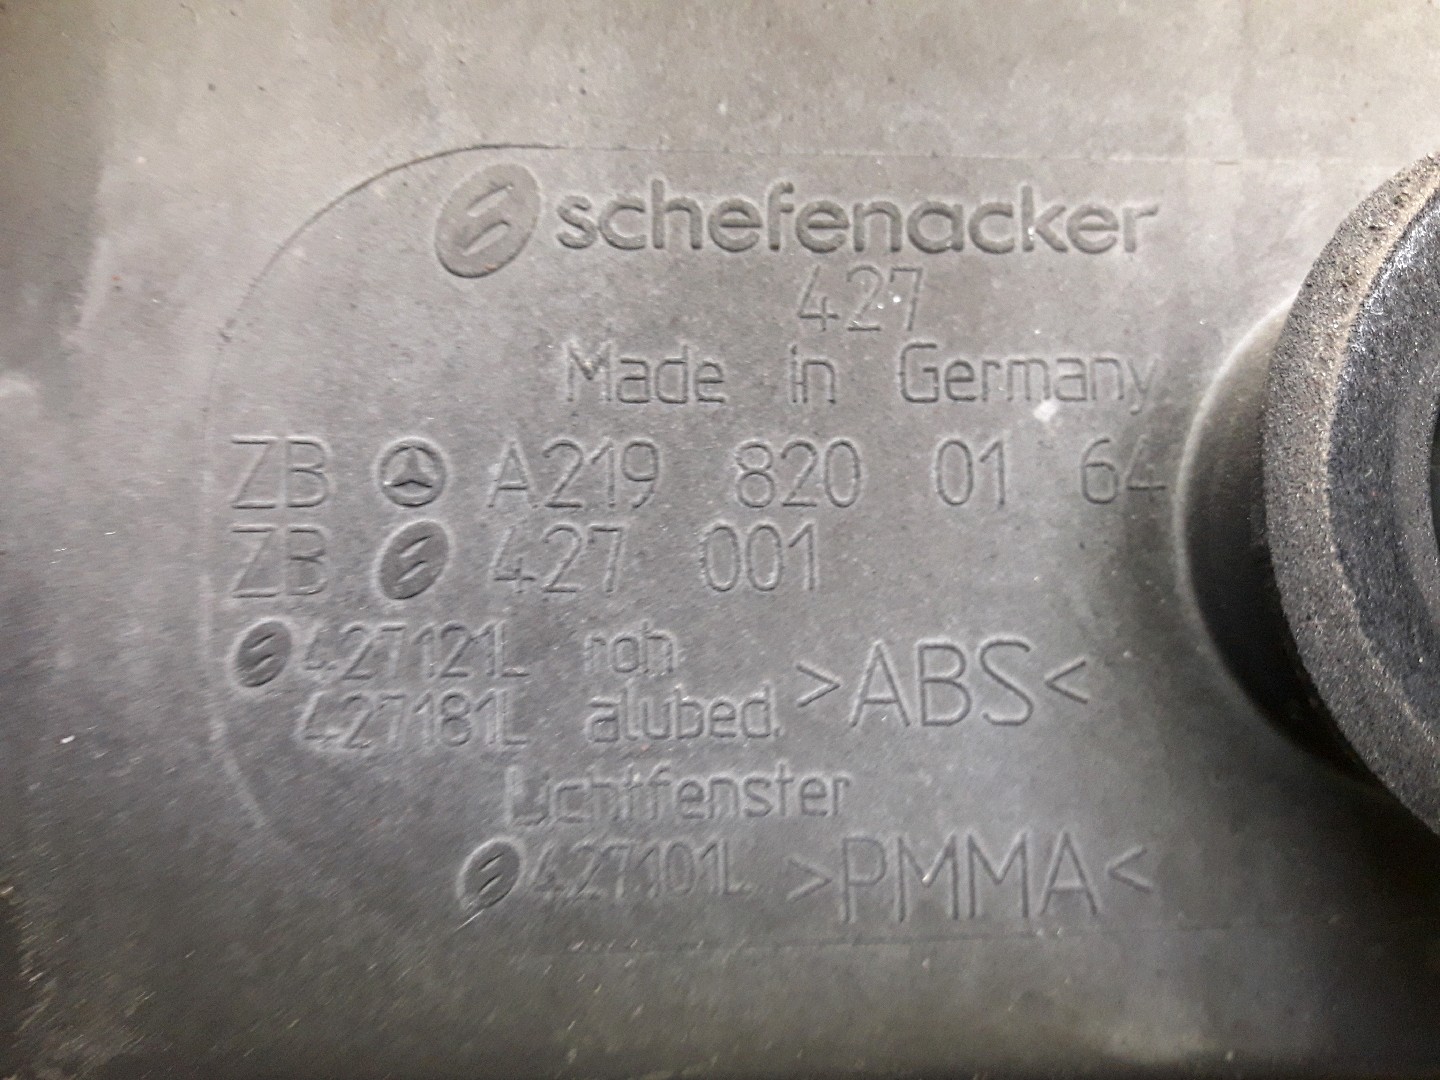 schefenacker
427
Made in Germany
ZB A219 820 01 64
ZB 427 001
427121L roh
427181L alubed. >ABS<
Lichtfenster
427101L >PMMA<